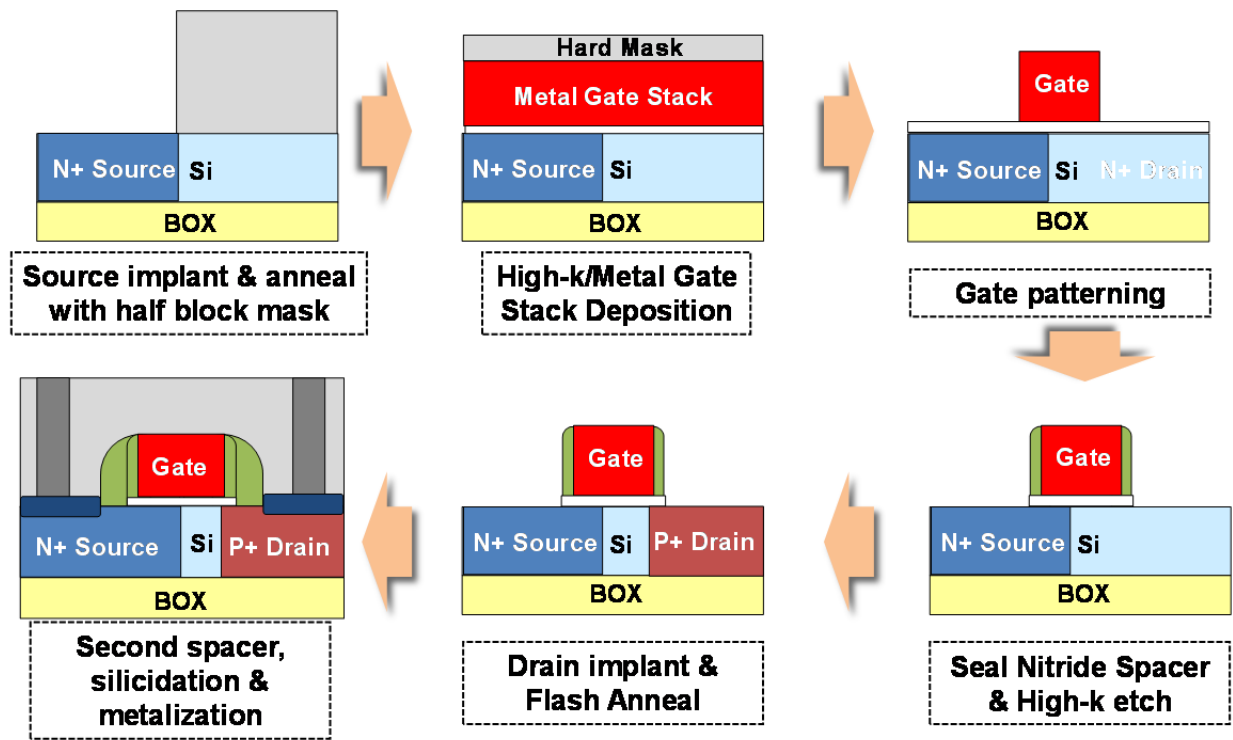 N+ Source Si
BOX
Source implant & anneal
with half block mask
Hard Mask
Metal Gate Stack
N+ Source Si
BOX
High-k/Metal Gate
Stack Deposition
Gate
N+ Source Si N+ Drain
BOX
Gate patterning
Gate
N+ Source Si
BOX
Seal Nitride Spacer
& High-k etch
Gate
N+ Source Si P+ Drain
BOX
Drain implant &
Flash Anneal
Gate
N+ Source Si P+ Drain
BOX
Second spacer,
silicidation &
metalization